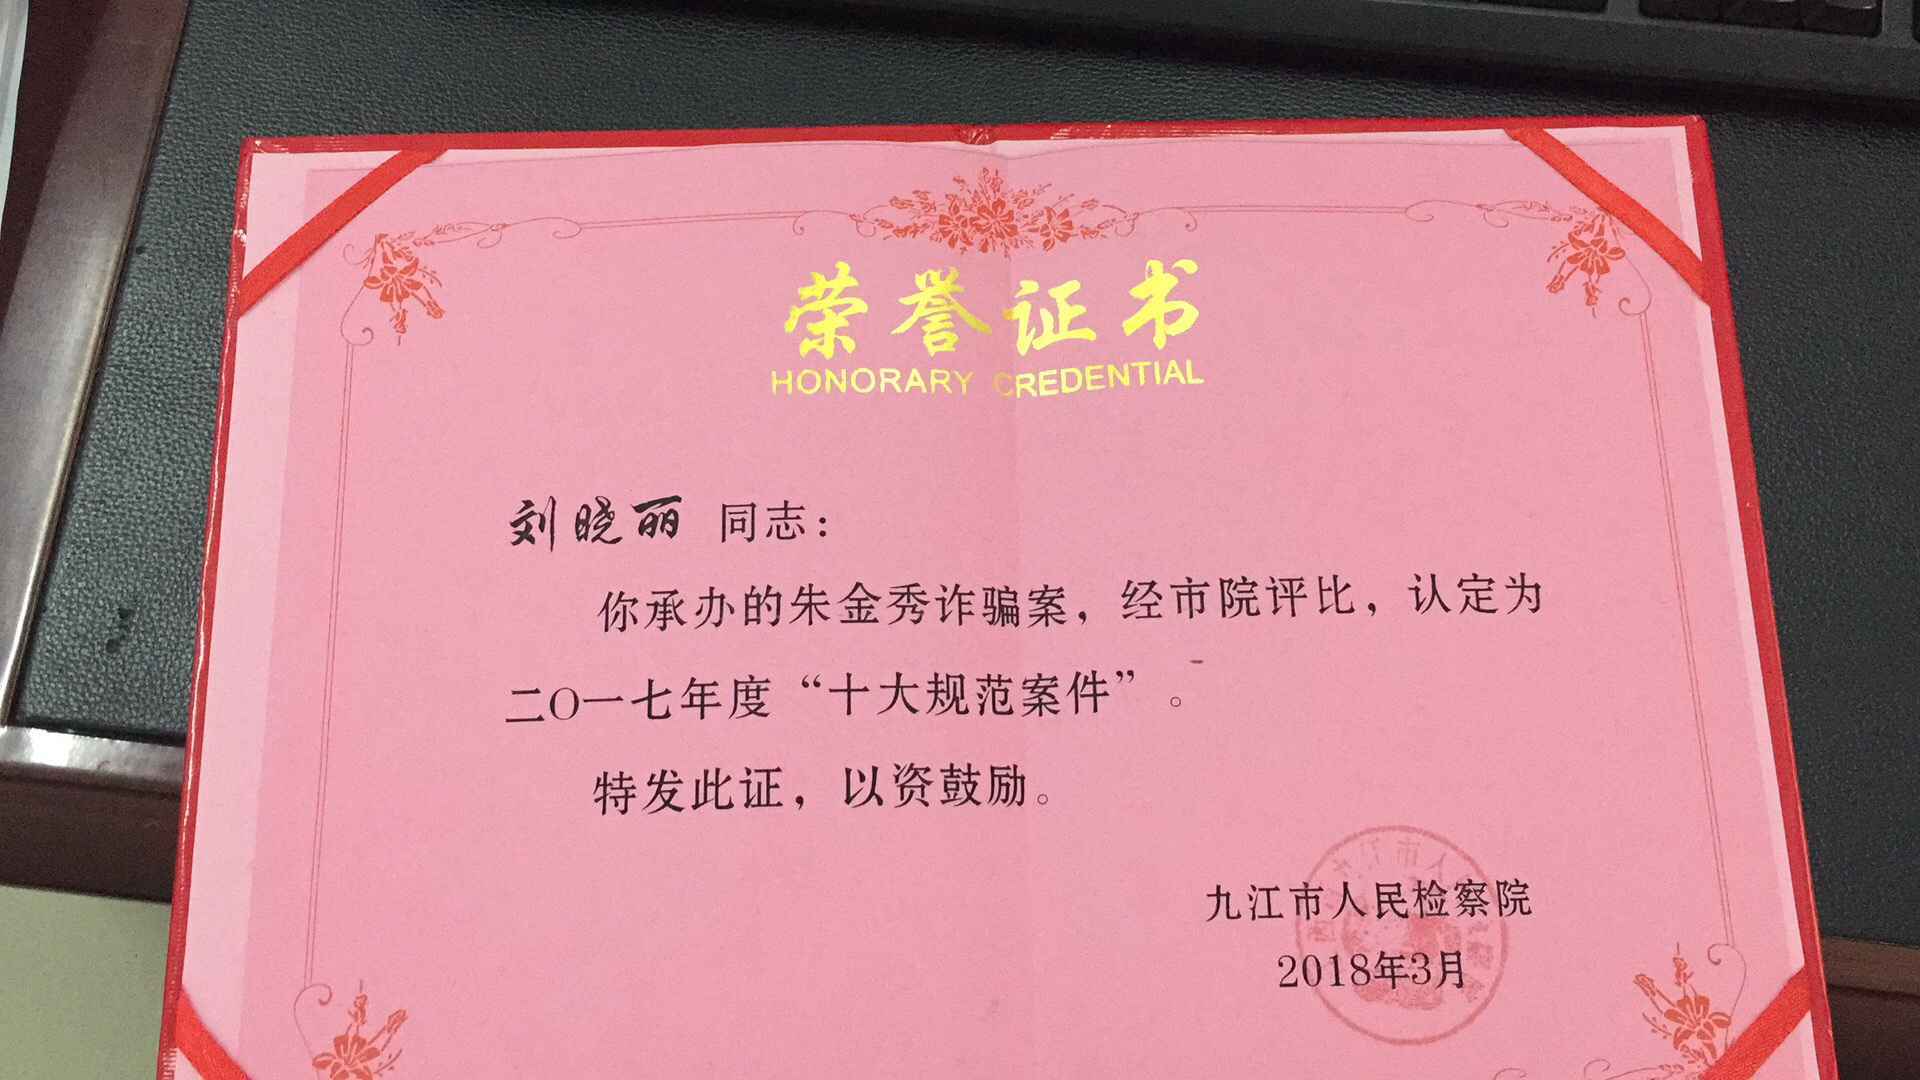 荣誉证书
HONORARY CREDENTIAL
刘晓丽 同志：
你承办的朱金秀诈骗案，经市院评比，认定为
二〇一七年度“十大规范案件”。
特发此证，以资鼓励。
九江市人民检察院
2018年3月